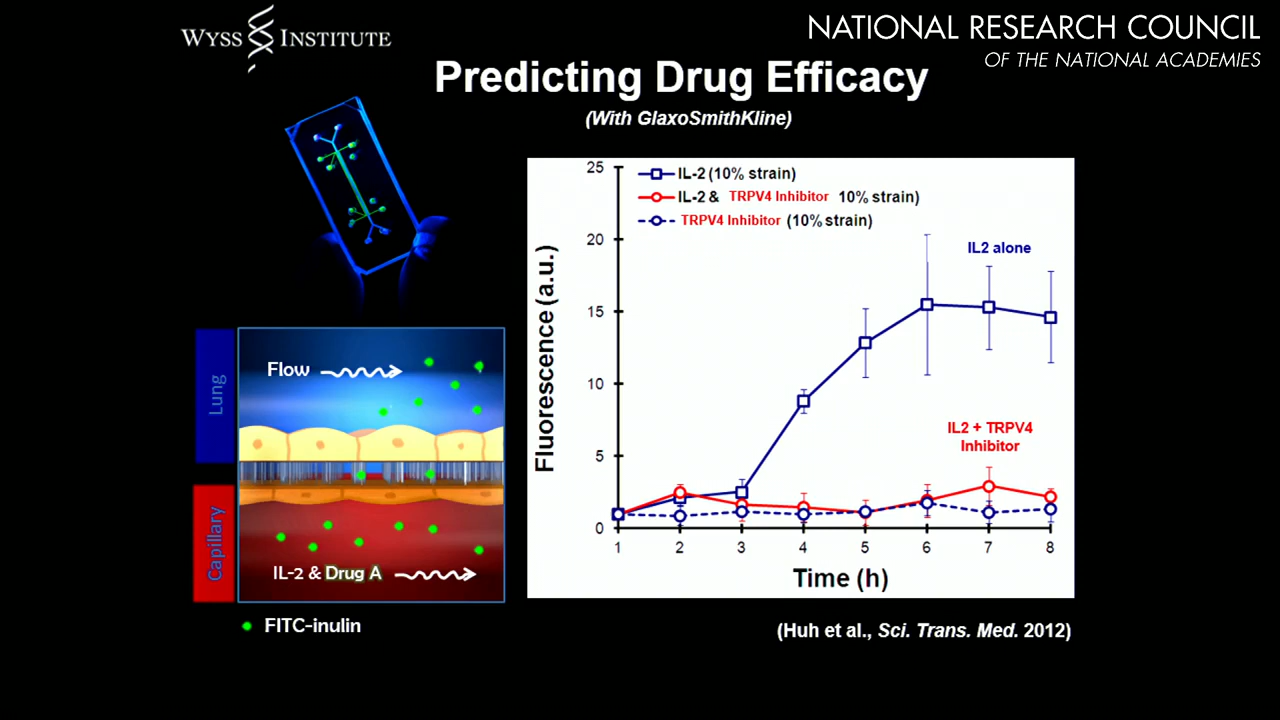 WYSS INSTITUTE
NATIONAL RESEARCH COUNCIL
OF THE NATIONAL ACADEMIES
Predicting Drug Efficacy
(With GlaxoSmithKline)
Lung
Flow
Capillary
IL-2 & Drug A
FITC-inulin
Fluorescence (a.u.)
25
20
15
10
5
0
IL-2 (10% strain)
IL-2 & TRPV4 Inhibitor 10% strain)
TRPV4 Inhibitor (10% strain)
IL2 alone
IL2 + TRPV4
Inhibitor
1 2 3 4 5 6 7 8
Time (h)
(Huh et al., Sci. Trans. Med. 2012)